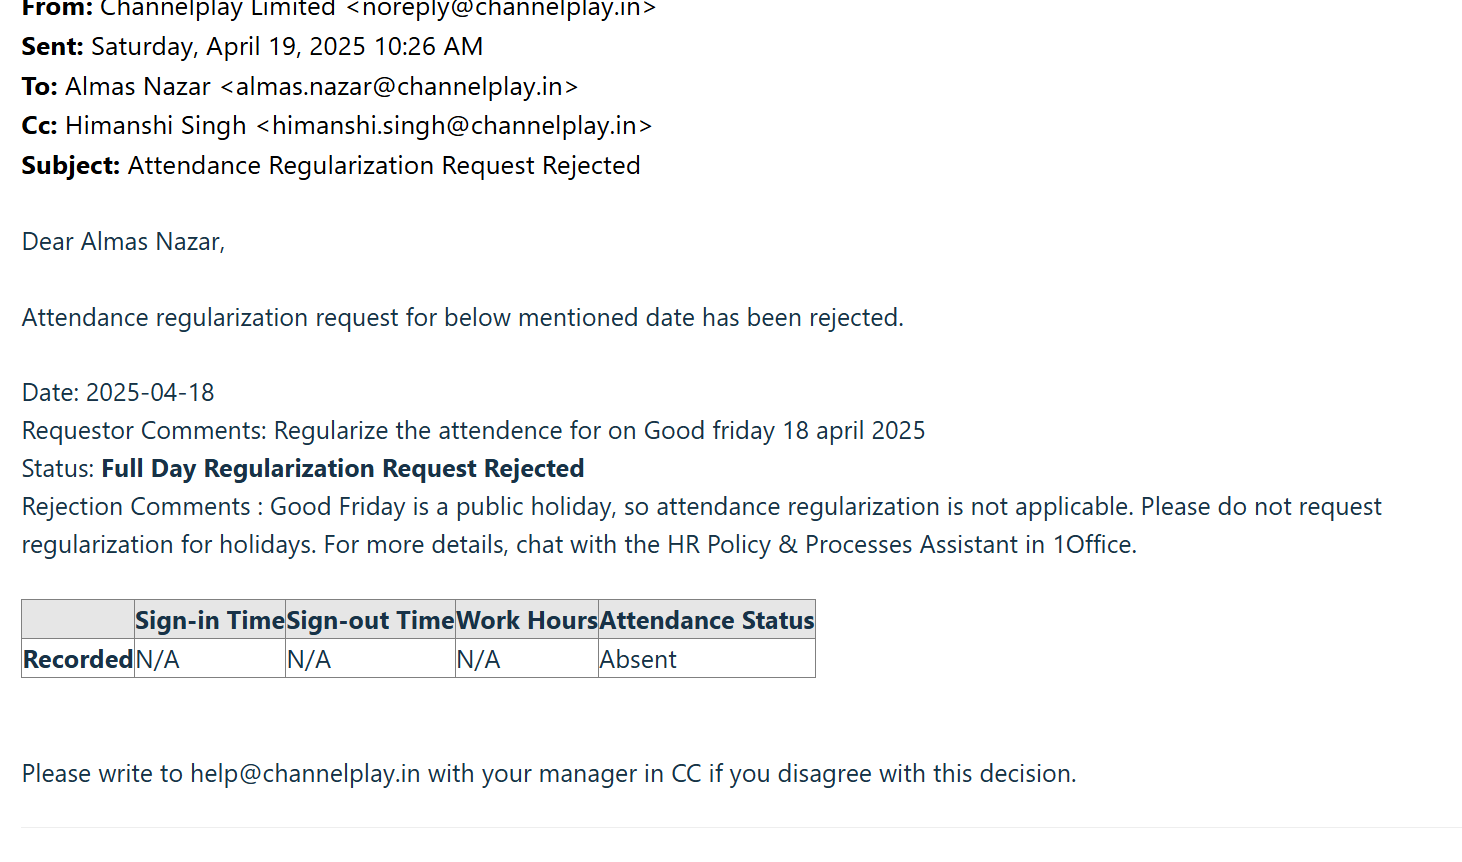 From: Channelplay Limited <noreply@channelplay.in>
Sent: Saturday, April 19, 2025 10:26 AM
To: Almas Nazar <almas.nazar@channelplay.in>
Cc: Himanshi Singh <himanshi.singh@channelplay.in>
Subject: Attendance Regularization Request Rejected
Dear Almas Nazar,
Attendance regularization request for below mentioned date has been rejected.
Date: 2025-04-18
Requestor Comments: Regularize the attendence for on Good friday 18 april 2025
Status: Full Day Regularization Request Rejected
Rejection Comments : Good Friday is a public holiday, so attendance regularization is not applicable. Please do not request
regularization for holidays. For more details, chat with the HR Policy & Processes Assistant in 1Office.
Sign-in Time Sign-out Time Work Hours Attendance Status
Recorded N/A N/A N/A Absent
Please write to help@channelplay.in with your manager in CC if you disagree with this decision.